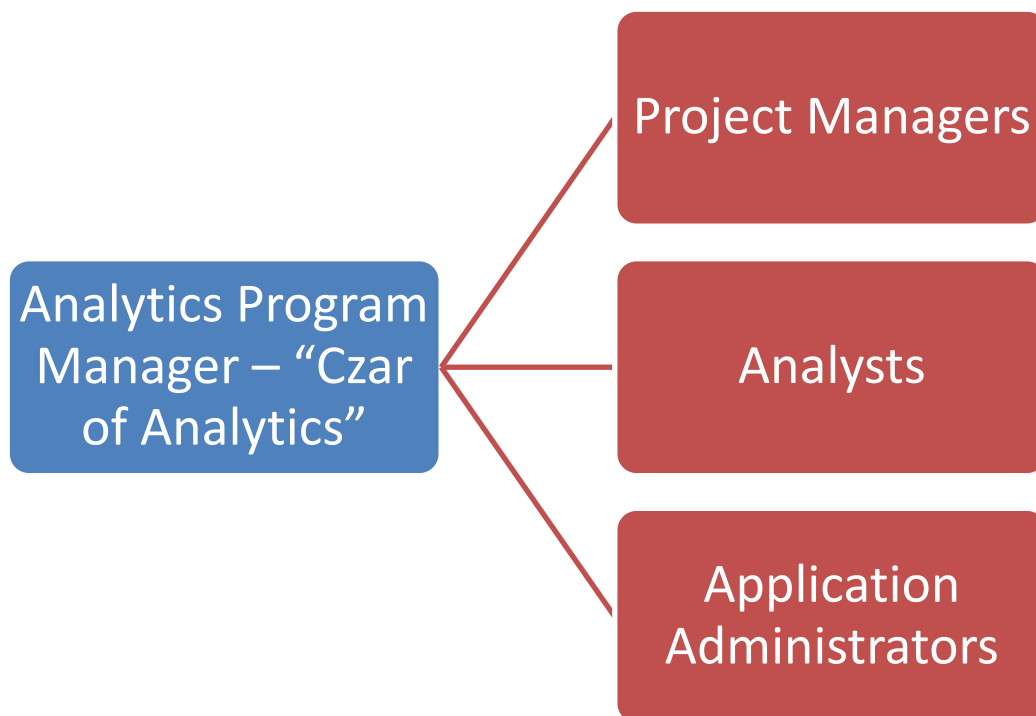 Project Managers
Analytics Program
Manager – “Czar
of Analytics”
Analysts
Application
Administrators